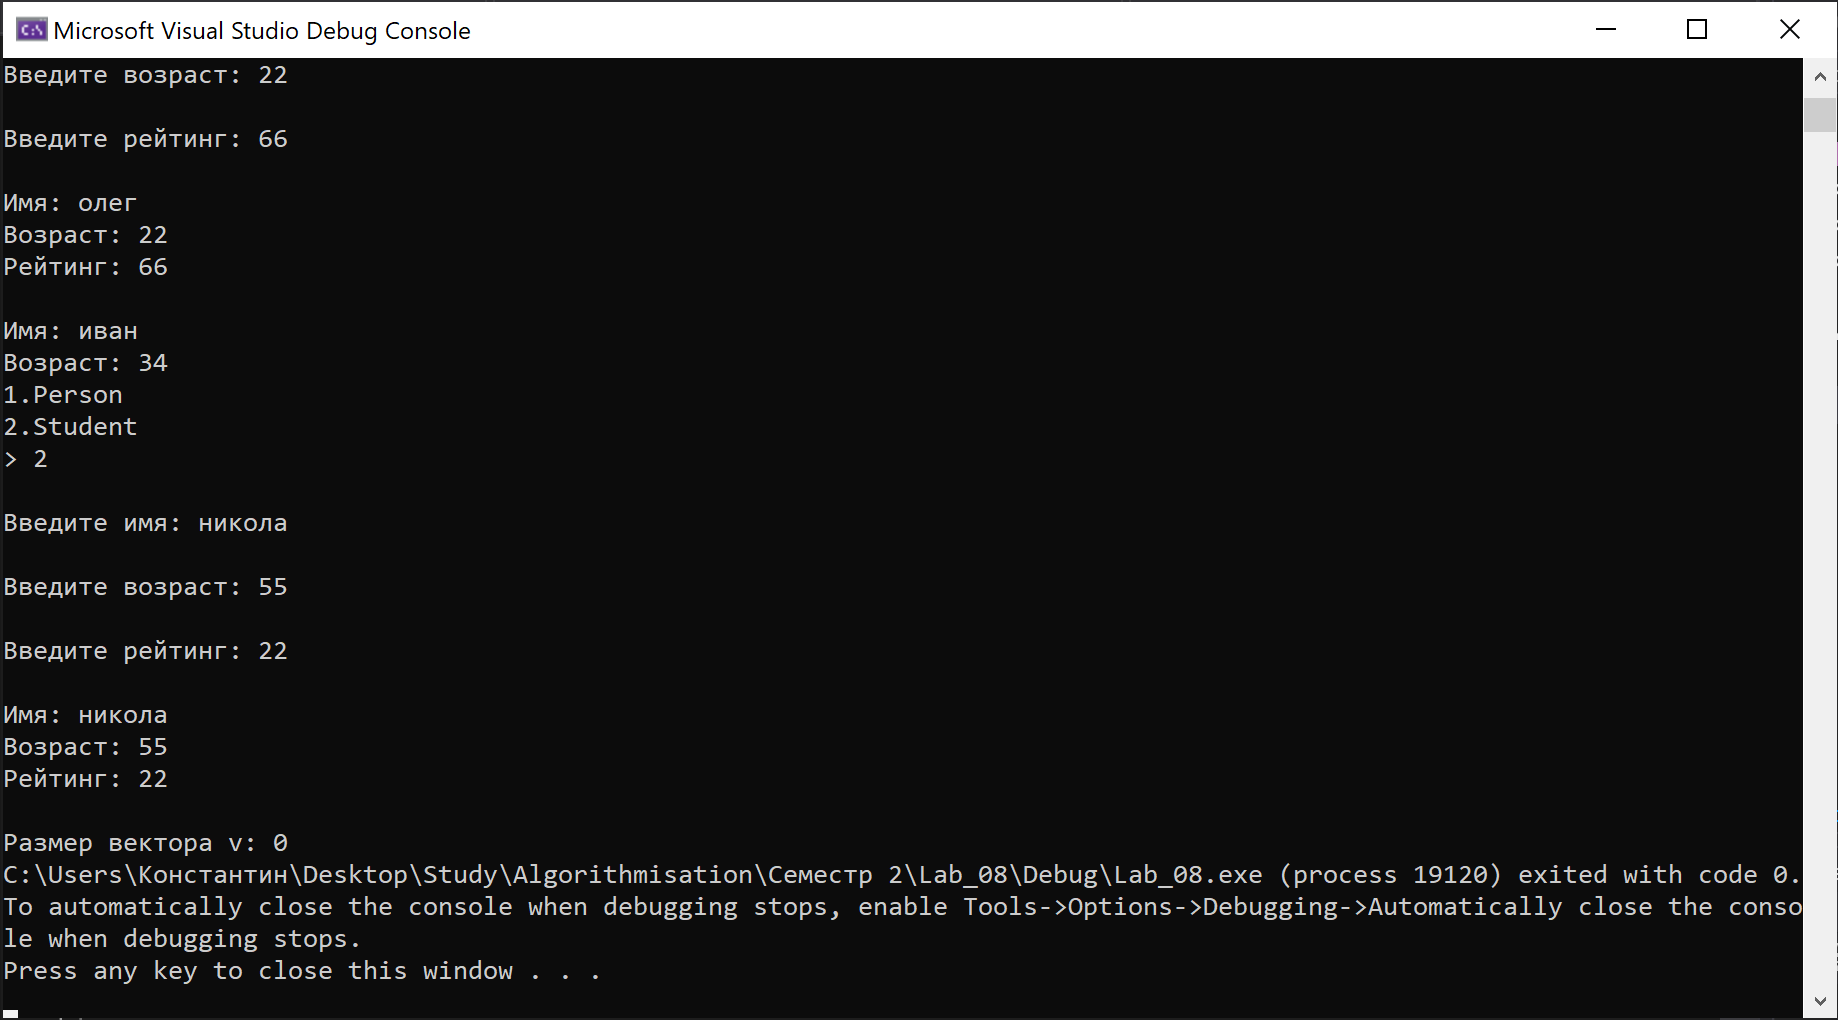 Microsoft Visual Studio Debug Console
Введите возраст: 22
Введите рейтинг: 66
Имя: олег
Возраст: 22
Рейтинг: 66
Имя: иван
Возраст: 34
1.Person
2.Student
> 2
Введите имя: никола
Введите возраст: 55
Введите рейтинг: 22
Имя: никола
Возраст: 55
Рейтинг: 22
Размер вектора v: 0
C:\Users\Константин\Desktop\Study\Algorithmisation\Семестр 2\Lab_08\Debug\Lab_08.exe (process 19120) exited with code 0.
To automatically close the console when debugging stops, enable Tools->Options->Debugging->Automatically close the conso
le when debugging stops.
Press any key to close this window . . .